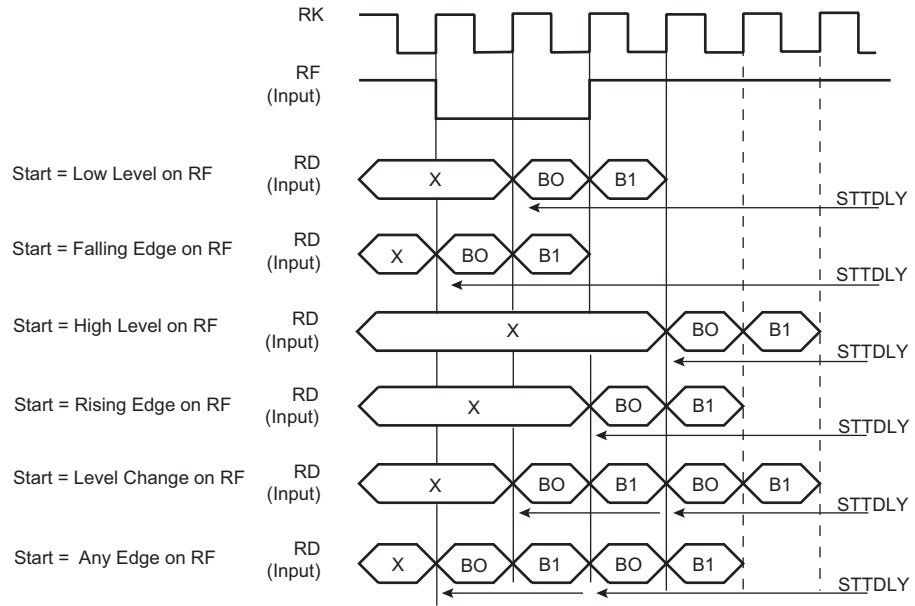 RK
RF
(Input)
Start = Low Level on RF
RD
(Input)
X
BO
B1
STTDLY
Start = Falling Edge on RF
RD
(Input)
X
BO
B1
STTDLY
Start = High Level on RF
RD
(Input)
X
BO
B1
STTDLY
Start = Rising Edge on RF
RD
(Input)
X
BO
B1
STTDLY
Start = Level Change on RF
RD
(Input)
X
BO
B1
BO
B1
STTDLY
Start = Any Edge on RF
RD
(Input)
X
BO
B1
BO
B1
STTDLY